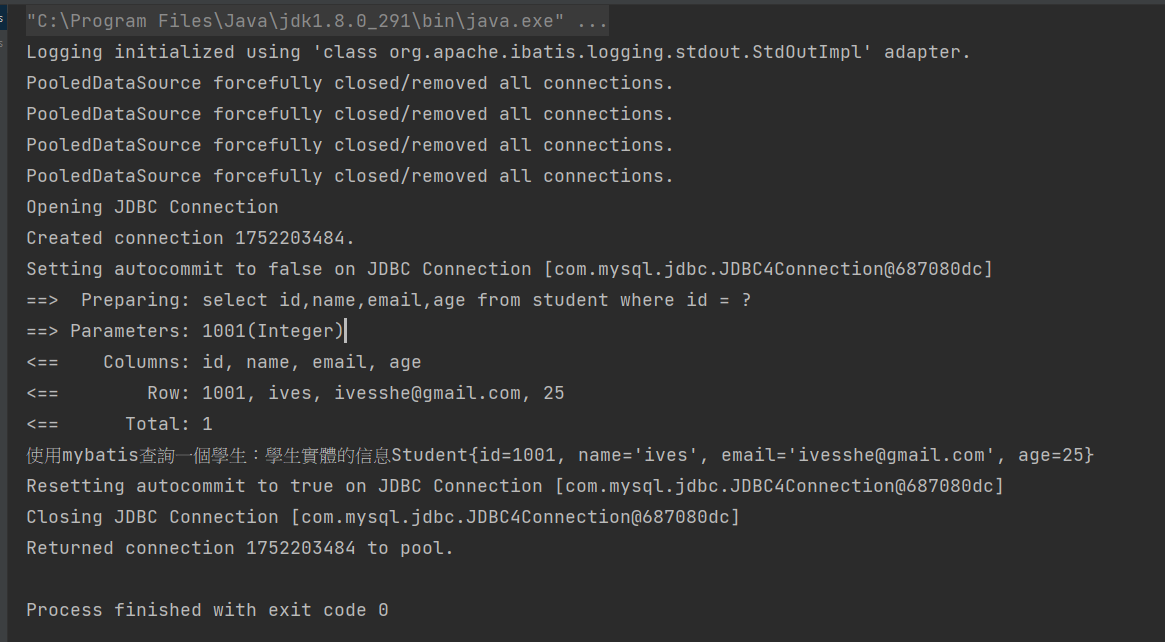 "C:\Program Files\Java\jdk1.8.0_291\bin\java.exe" ...
Logging initialized using 'class org.apache.ibatis.logging.stdout.StdOutImpl' adapter.
PooledDataSource forcefully closed/removed all connections.
PooledDataSource forcefully closed/removed all connections.
PooledDataSource forcefully closed/removed all connections.
PooledDataSource forcefully closed/removed all connections.
Opening JDBC Connection
Created connection 1752203484.
Setting autocommit to false on JDBC Connection [com.mysql.jdbc.JDBC4Connection@687080dc]
==>  Preparing: select id,name,email,age from student where id = ?
==> Parameters: 1001(Integer)
<==    Columns: id, name, email, age
<==        Row: 1001, ives, ivesshe@gmail.com, 25
<==      Total: 1
使用mybatis查詢一個學生：學生實體的信息Student{id=1001, name='ives', email='ivesshe@gmail.com', age=25}
Resetting autocommit to true on JDBC Connection [com.mysql.jdbc.JDBC4Connection@687080dc]
Closing JDBC Connection [com.mysql.jdbc.JDBC4Connection@687080dc]
Returned connection 1752203484 to pool.
Process finished with exit code 0